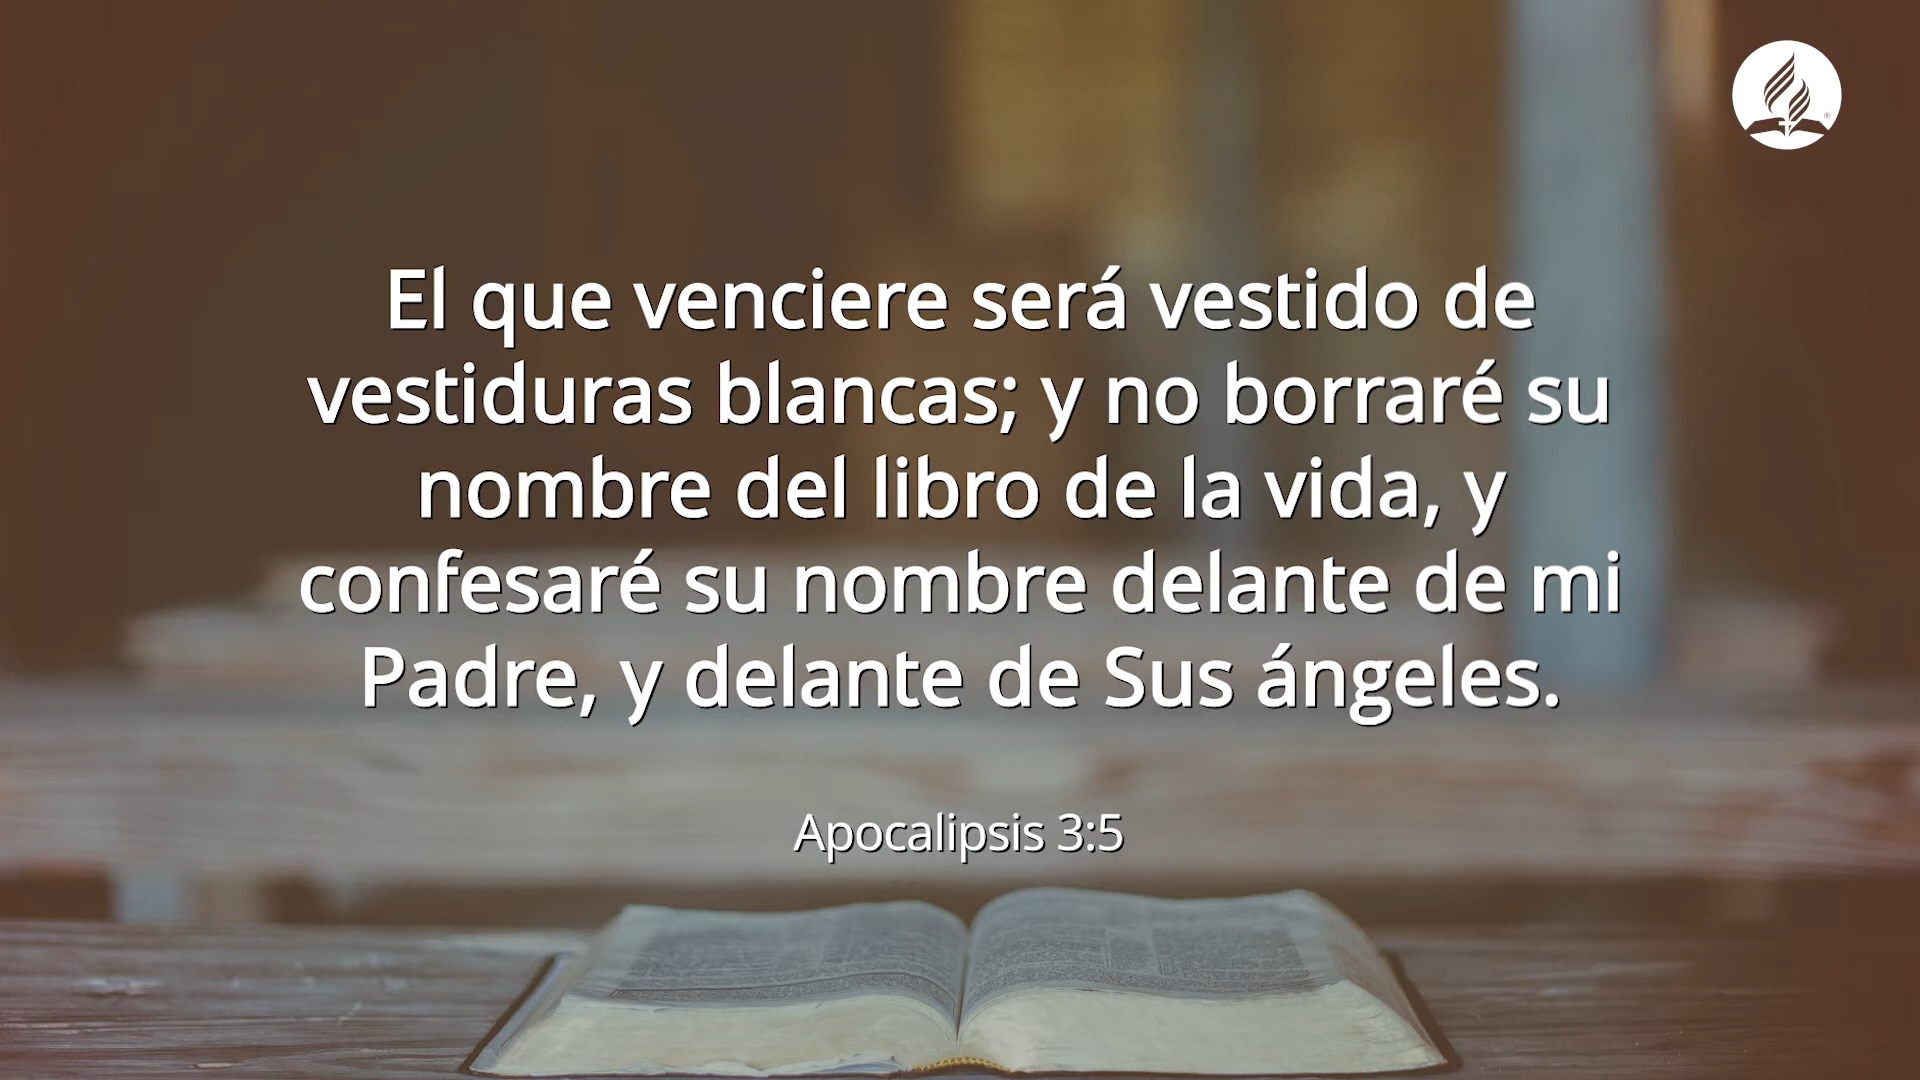 El que venciere será vestido de
vestiduras blancas; y no borraré su
nombre del libro de la vida, y
confesaré su nombre delante de mi
Padre, y delante de Sus ángeles.
Apocalipsis 3:5